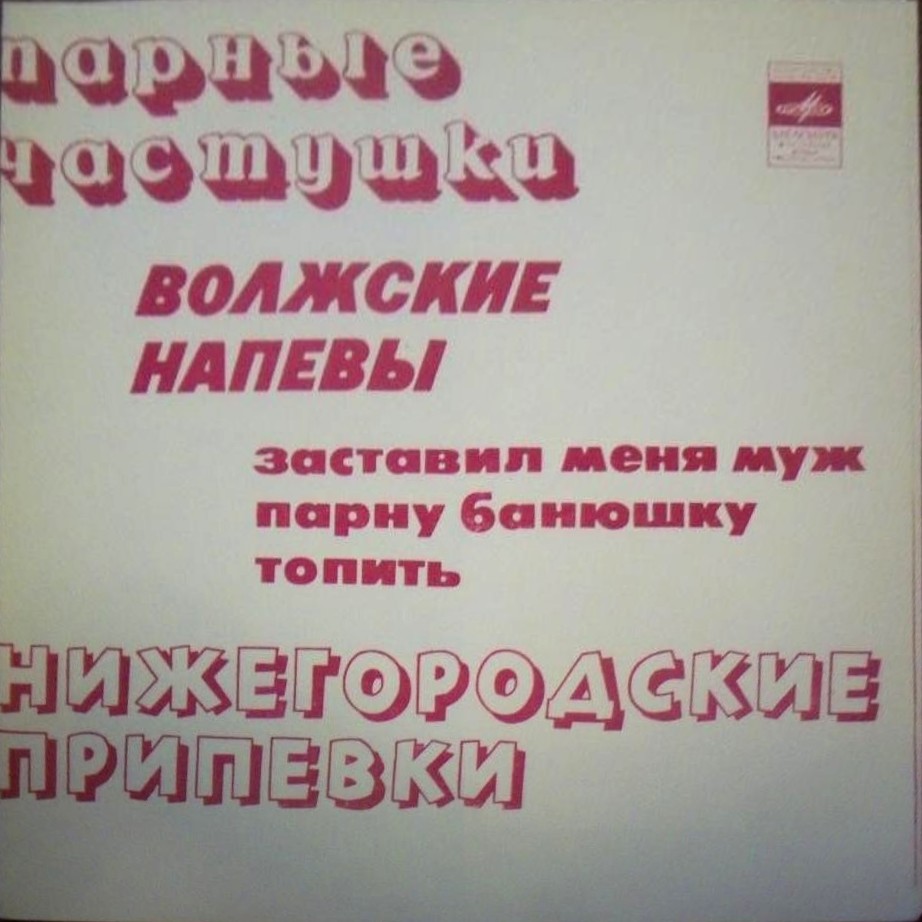 парные
частушки
ВОЛЖСКИЕ
НАПЕВЫ
заставил меня муж
парну банюшку
топить
НИЖЕГОРОДСКИЕ
ПРИПЕВКИ